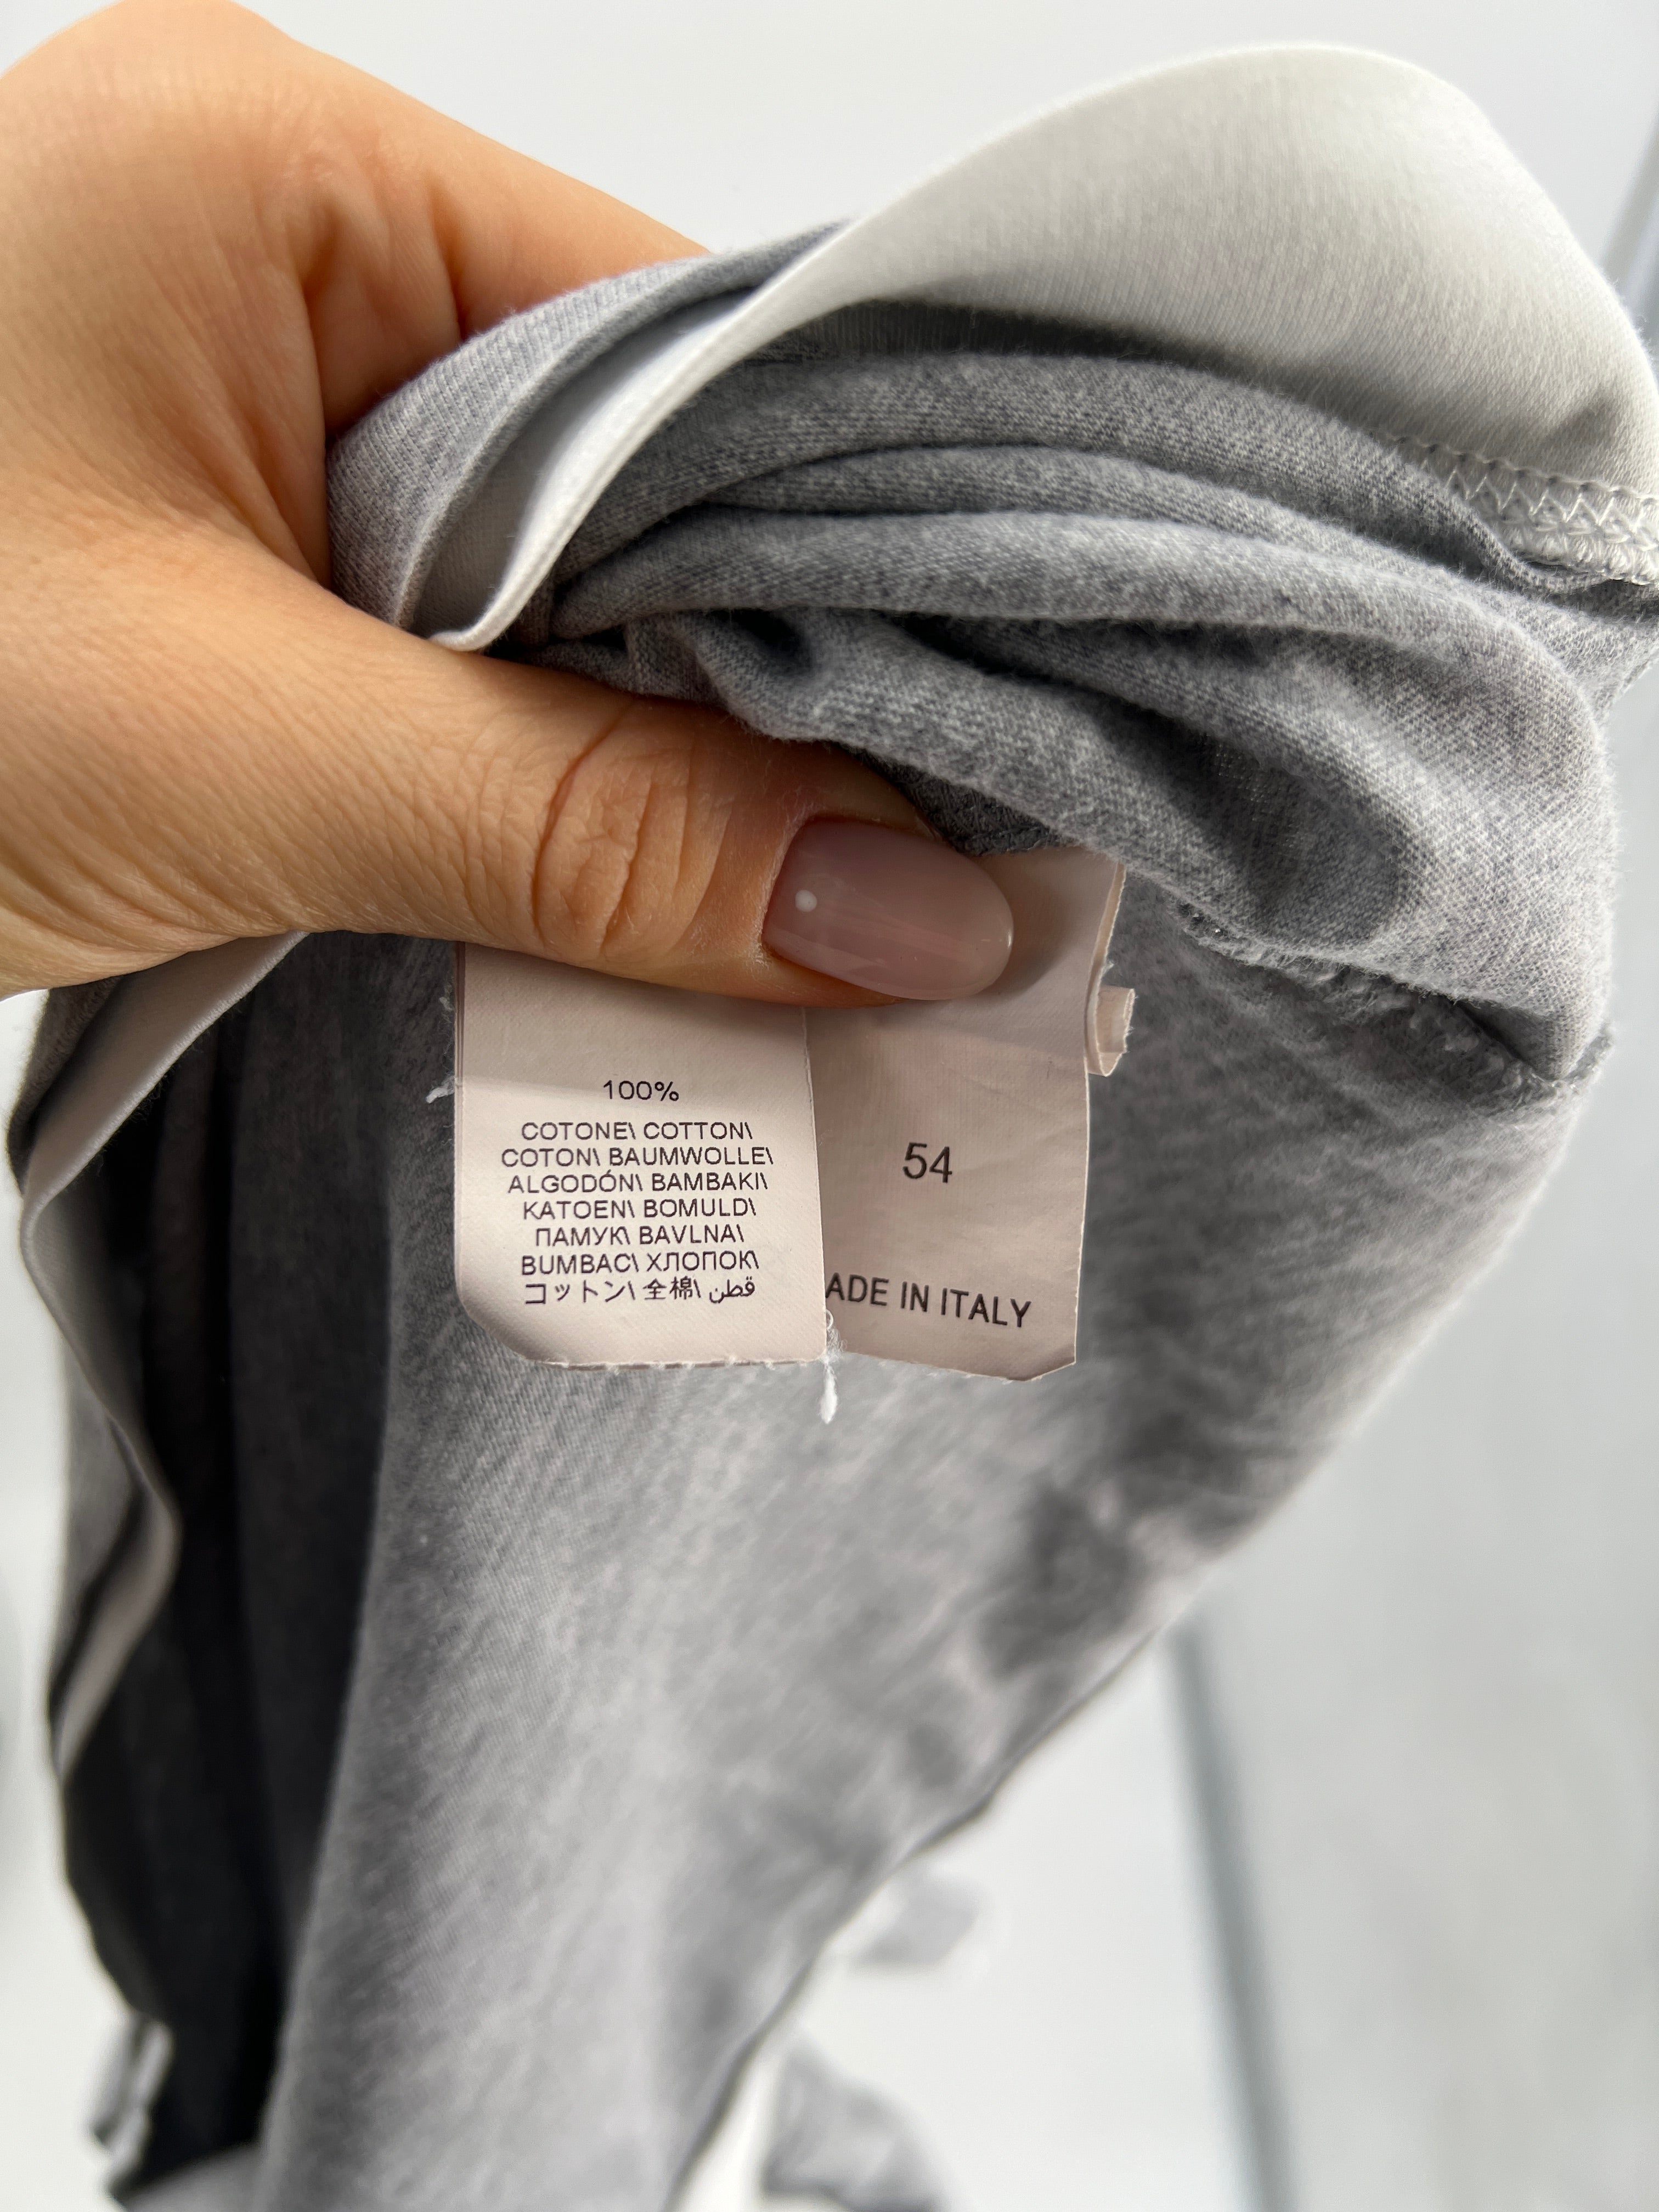 100%
COTONE\ COTTON\
COTON\ BAUMWOLLE\
ALGODÓN\ BAMBAKI\
KATOEN\ BOMULD\
ПАМУК\ BAVLNA\
BUMBAC\ ХЛОПОК\
コットン\ 全棉\ قطن
54
ADE IN ITALY